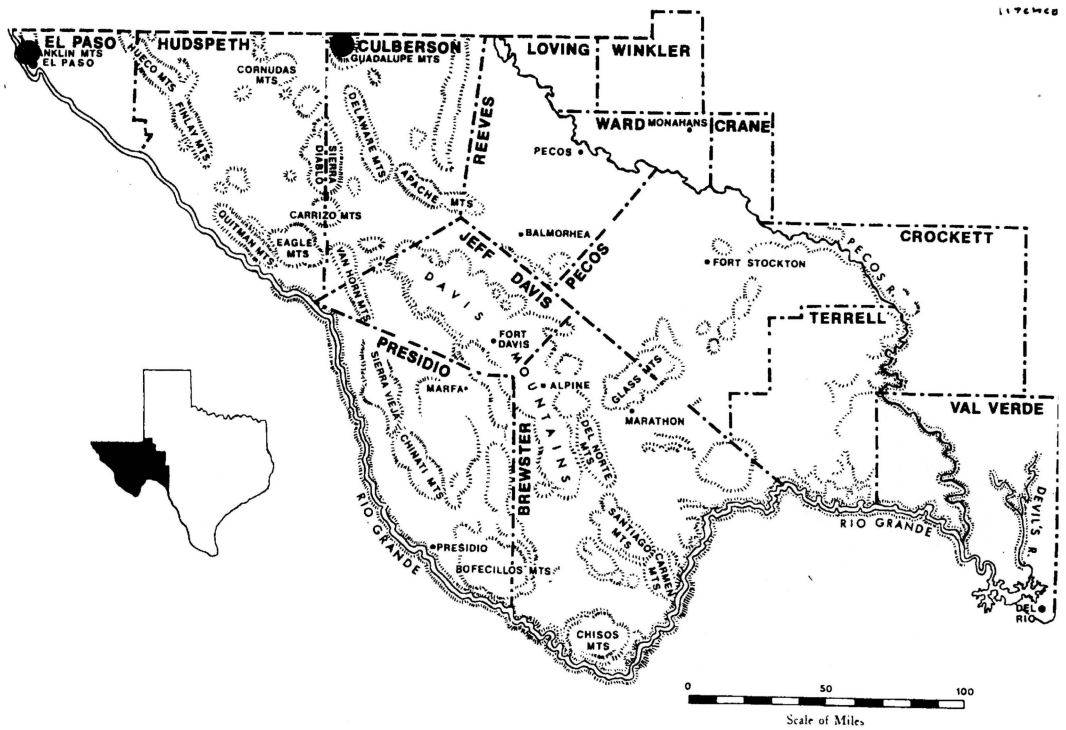 EL PASO
ANKLIN MTS
EL PASO
HUDSPETH
HUECO MTS
FINLAY MTS
CORNUDAS
MTS
CULBERSON
GUADALUPE MTS
DELAWARE MTS
SIERRA
DIABLO
APACHE MTS
REEVES
LOVING
WINKLER
WARD
MONAHANS
CRANE
PECOS
CARRIZO MTS
QUITMAN MTS
EAGLE
MTS
VAN HORN MTS
BALMORHEA
JEFF DAVIS
PECOS
FORT STOCKTON
PECOS R.
CROCKETT
TERRELL
DAVIS MOUNTAINS
FORT
DAVIS
PRESIDIO
SIERRA VIEJA
MARFA
ALPINE
GLASS MTS
MARATHON
VAL VERDE
CHINATI MTS
BREWSTER
DEL NORTE
MTS
RIO GRANDE
PRESIDIO
BOFECILLOS MTS
SANTIAGO
MTS
CARMEN
MTS
RIO GRANDE
DEVIL'S R.
DEL
RIO
CHISOS
MTS
0 50 100
Scale of Miles